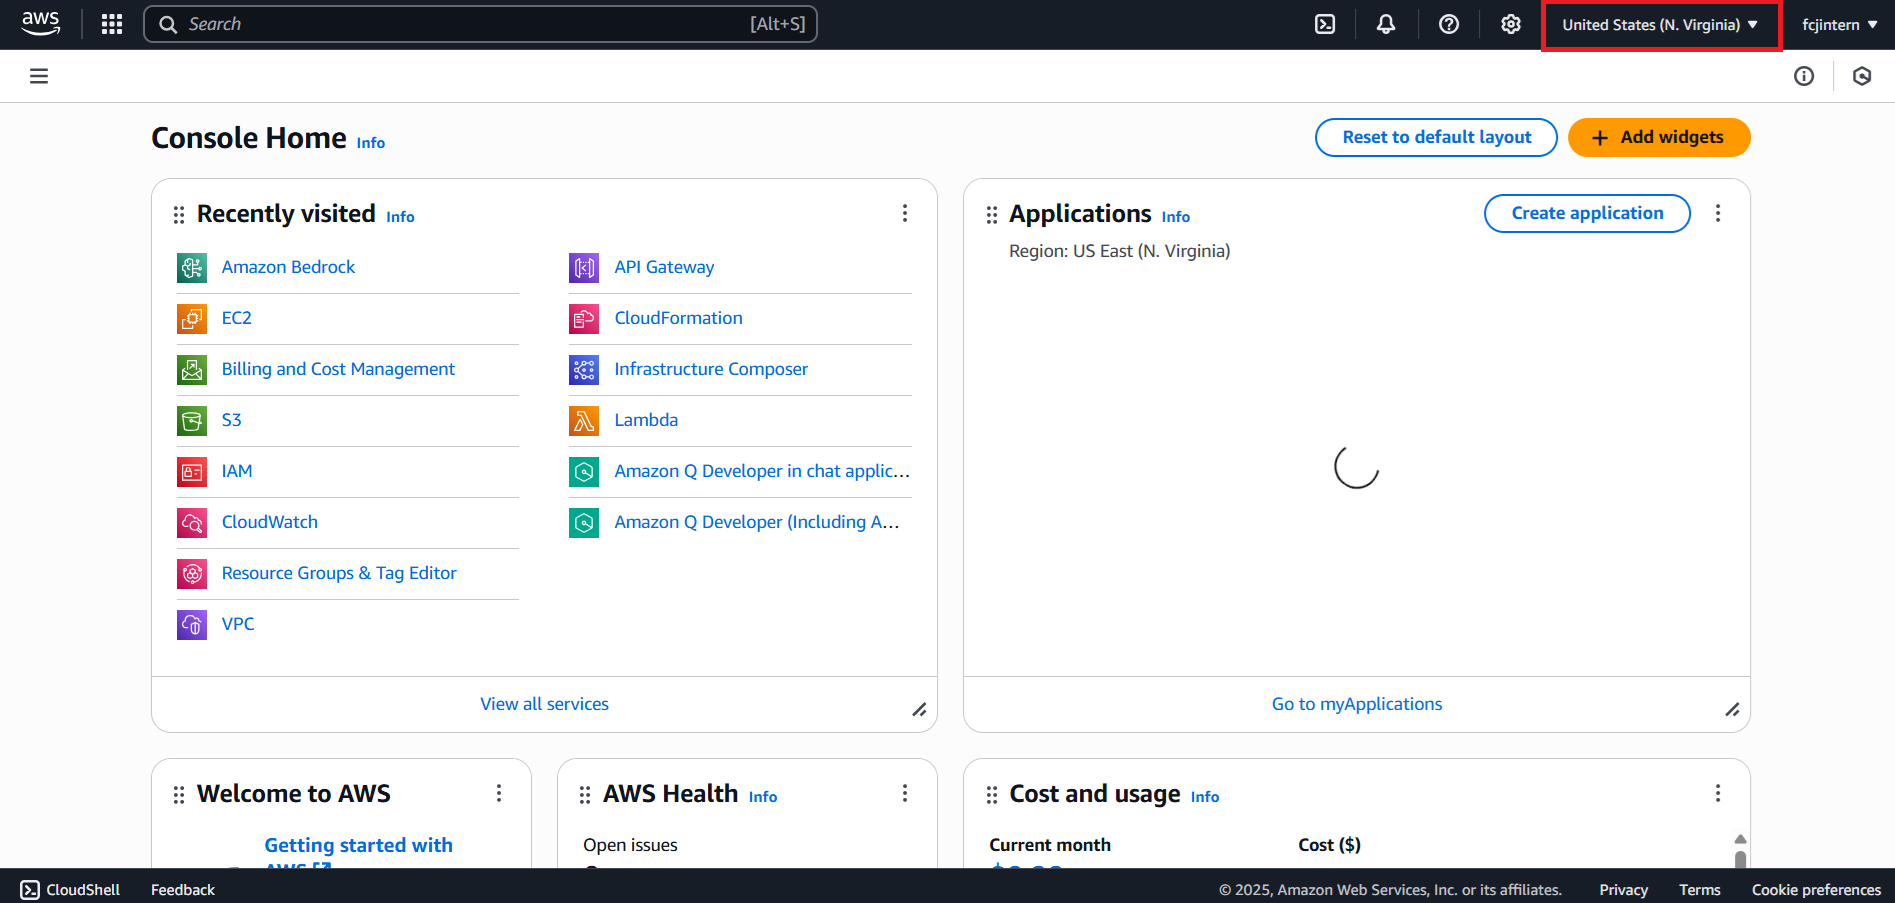 aws
Search [Alt+S]
United States (N. Virginia)
fcjintern
Console Home Info
Reset to default layout
Add widgets
Recently visited Info
Amazon Bedrock
EC2
Billing and Cost Management
S3
IAM
CloudWatch
Resource Groups & Tag Editor
VPC
API Gateway
CloudFormation
Infrastructure Composer
Lambda
Amazon Q Developer in chat applic...
Amazon Q Developer (Including A...
View all services
Applications Info
Create application
Region: US East (N. Virginia)
Go to myApplications
Welcome to AWS
Getting started with
AWS
AWS Health Info
Open issues
Cost and usage Info
Current month
Cost ($)
CloudShell
Feedback
© 2025, Amazon Web Services, Inc. or its affiliates.
Privacy
Terms
Cookie preferences